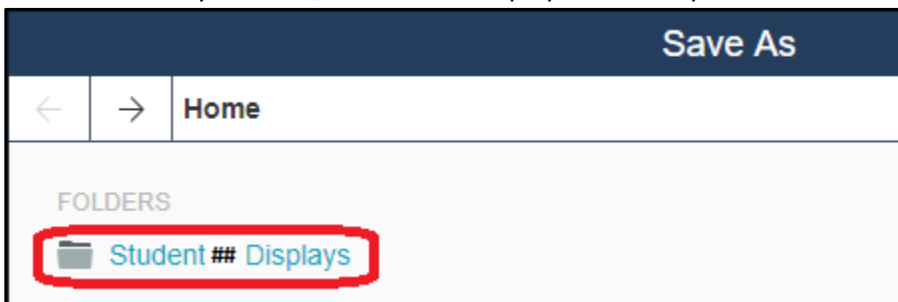 Save As
← → Home
FOLDERS
Student ## Displays